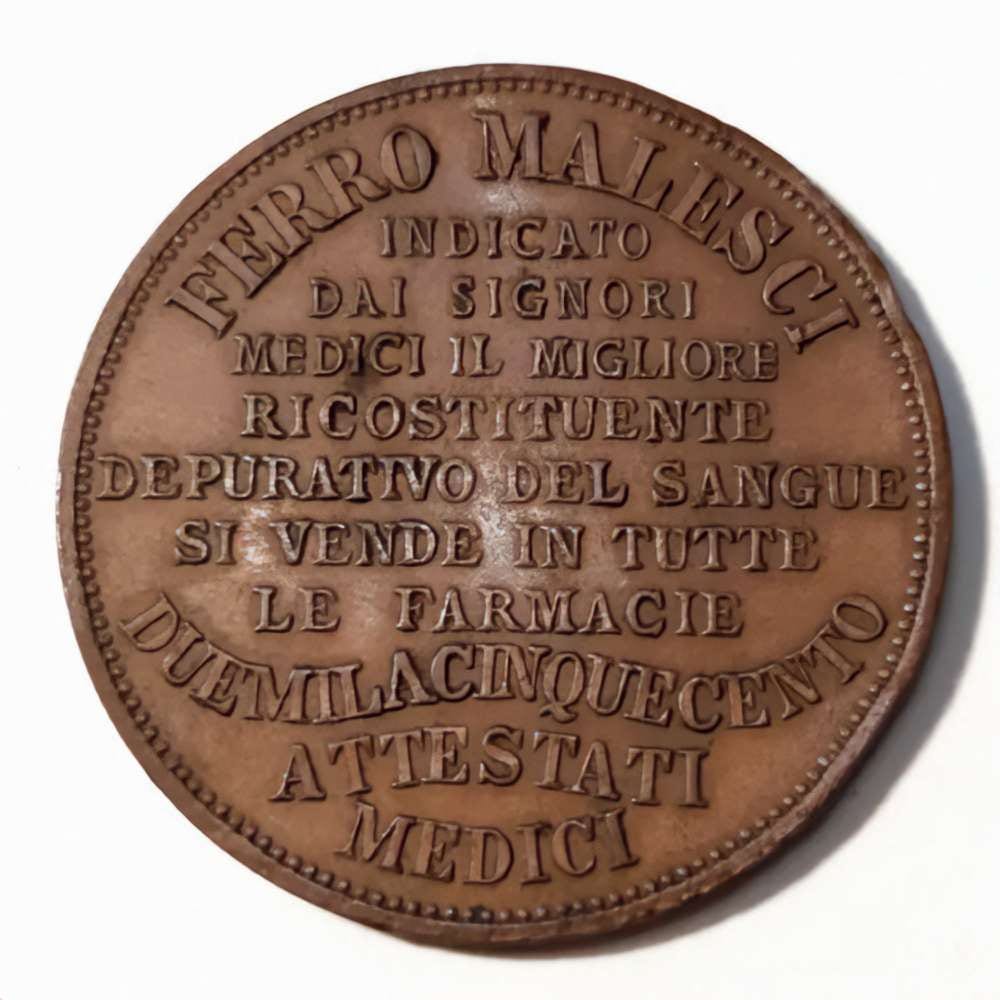 FERRO MALESCI
INDICATO
DAI SIGNORI
MEDICI IL MIGLIORE
RICOSTITUENTE
DEPURATIVO DEL SANGUE
SI VENDE IN TUTTE
LE FARMACIE
DUEMILACINQUECENTO
ATTESTATI
MEDICI